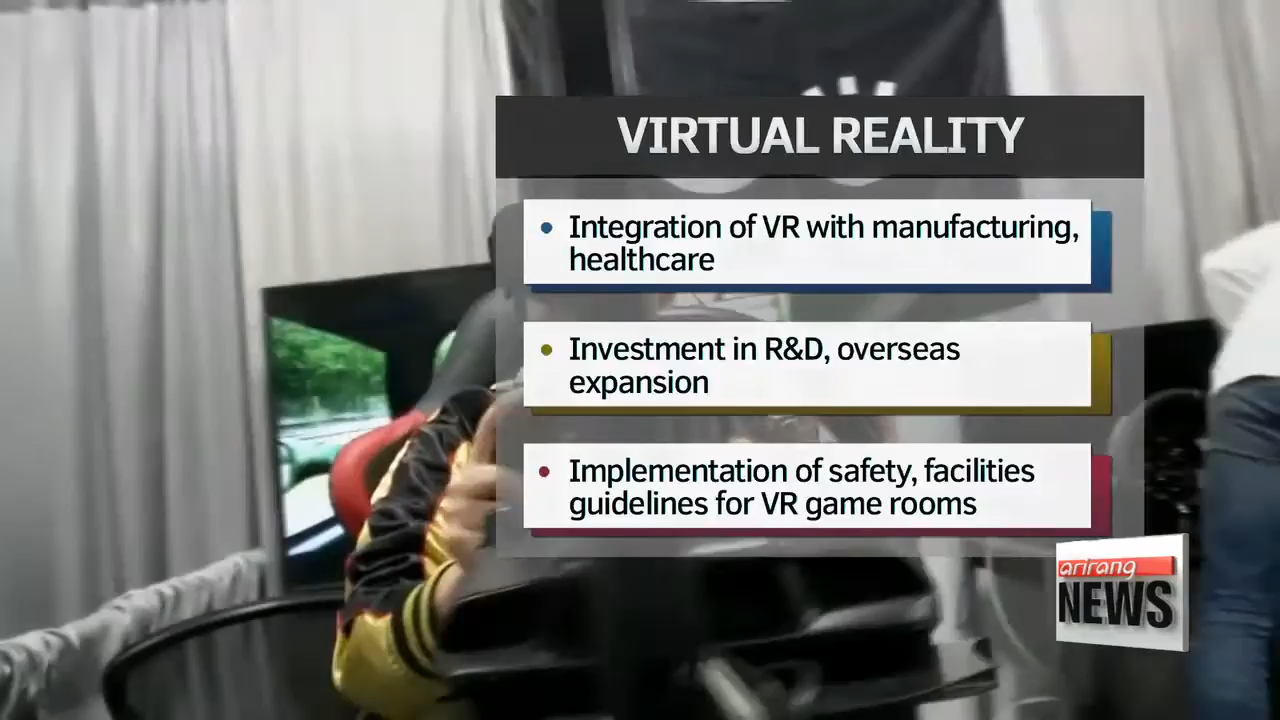 VIRTUAL REALITY
• Integration of VR with manufacturing,
healthcare
• Investment in R&D, overseas
expansion
• Implementation of safety, facilities
guidelines for VR game rooms
arirang
NEWS